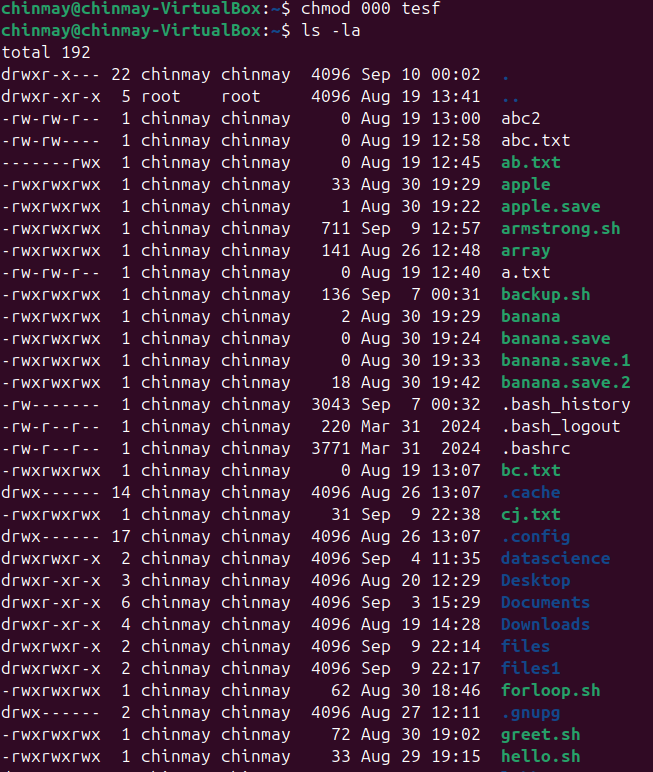 chinmay@chinmay-VirtualBox:~$ chmod 000 tesf
chinmay@chinmay-VirtualBox:~$ ls -la
total 192
drwxr-x--- 22 chinmay chinmay  4096 Sep 10 00:02  .
drwxr-xr-x  5 root    root     4096 Aug 19 13:41  ..
-rw-rw-r--  1 chinmay chinmay     0 Aug 19 13:00  abc2
-rw-rw----  1 chinmay chinmay     0 Aug 19 12:58  abc.txt
-------rwx  1 chinmay chinmay     0 Aug 19 12:45  ab.txt
-rwxrwxrwx  1 chinmay chinmay    33 Aug 30 19:29  apple
-rwxrwxrwx  1 chinmay chinmay     1 Aug 30 19:22  apple.save
-rwxrwxrwx  1 chinmay chinmay   711 Sep  9 12:57  armstrong.sh
-rwxrwxrwx  1 chinmay chinmay   141 Aug 26 12:48  array
-rw-rw-r--  1 chinmay chinmay     0 Aug 19 12:40  a.txt
-rwxrwxrwx  1 chinmay chinmay   136 Sep  7 00:31  backup.sh
-rwxrwxrwx  1 chinmay chinmay     2 Aug 30 19:29  banana
-rwxrwxrwx  1 chinmay chinmay     0 Aug 30 19:24  banana.save
-rwxrwxrwx  1 chinmay chinmay     0 Aug 30 19:33  banana.save.1
-rwxrwxrwx  1 chinmay chinmay    18 Aug 30 19:42  banana.save.2
-rw-------  1 chinmay chinmay  3043 Sep  7 00:32  .bash_history
-rw-r--r--  1 chinmay chinmay   220 Mar 31  2024  .bash_logout
-rw-r--r--  1 chinmay chinmay  3771 Mar 31  2024  .bashrc
-rwxrwxrwx  1 chinmay chinmay     0 Aug 19 13:07  bc.txt
drwx------ 14 chinmay chinmay  4096 Aug 26 13:07  .cache
-rwxrwxrwx  1 chinmay chinmay    31 Sep  9 22:38  cj.txt
drwx------ 17 chinmay chinmay  4096 Aug 26 13:07  .config
drwxrwxr-x  2 chinmay chinmay  4096 Sep  4 11:35  datascience
drwxr-xr-x  3 chinmay chinmay  4096 Aug 20 12:29  Desktop
drwxr-xr-x  6 chinmay chinmay  4096 Sep  3 15:29  Documents
drwxr-xr-x  4 chinmay chinmay  4096 Aug 19 14:28  Downloads
drwxrwxr-x  2 chinmay chinmay  4096 Sep  9 22:14  files
drwxrwxr-x  2 chinmay chinmay  4096 Sep  9 22:17  files1
-rwxrwxrwx  1 chinmay chinmay    62 Aug 30 18:46  forloop.sh
drwx------  2 chinmay chinmay  4096 Aug 27 12:11  .gnupg
-rwxrwxrwx  1 chinmay chinmay    72 Aug 30 19:02  greet.sh
-rwxrwxrwx  1 chinmay chinmay    33 Aug 29 19:15  hello.sh